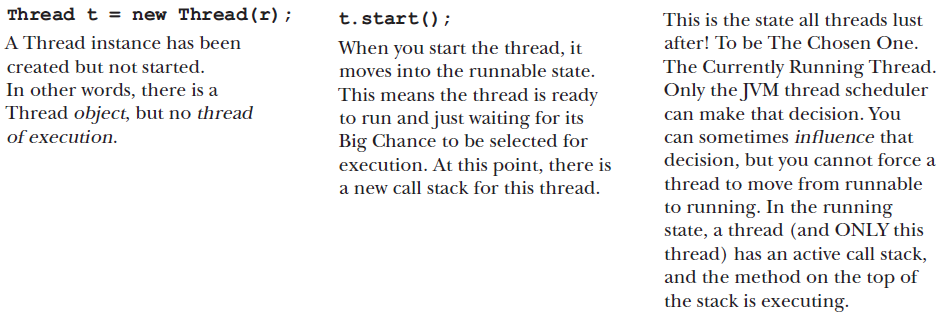 Thread t = new Thread(r);
A Thread instance has been
created but not started.
In other words, there is a
Thread object, but no thread
of execution.
t.start();
When you start the thread, it
moves into the runnable state.
This means the thread is ready
to run and just waiting for its
Big Chance to be selected for
execution. At this point, there is
a new call stack for this thread.
This is the state all threads lust
after! To be The Chosen One.
The Currently Running Thread.
Only the JVM thread scheduler
can make that decision. You
can sometimes influence that
decision, but you cannot force a
thread to move from runnable
to running. In the running
state, a thread (and ONLY this
thread) has an active call stack,
and the method on the top of
the stack is executing.